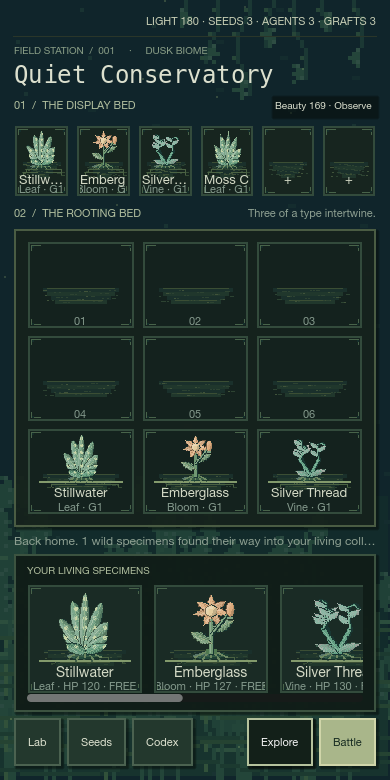 LIGHT 180 · SEEDS 3 · AGENTS 3 · GRAFTS 3
FIELD STATION / 001 · DUSK BIOME
Quiet Conservatory
01 / THE DISPLAY BED
Beauty 169 · Observe
Stillw... Emberg Silver... Moss C + +
Leaf · G1 Bloom · G Vine · G1 Leaf · G1
02 / THE ROOTING BED
Three of a type intertwine.
01 02 03
04 05 06
Stillwater Emberglass Silver Thread
Leaf · G1 Bloom · G1 Vine · G1
Back home. 1 wild specimens found their way into your living coll...
YOUR LIVING SPECIMENS
Stillwater Emberglass Silver Threa
Leaf · HP 120 · FREE Bloom · HP 127 · FREE Vine · HP 130 ·
Lab Seeds Codex Explore Battle